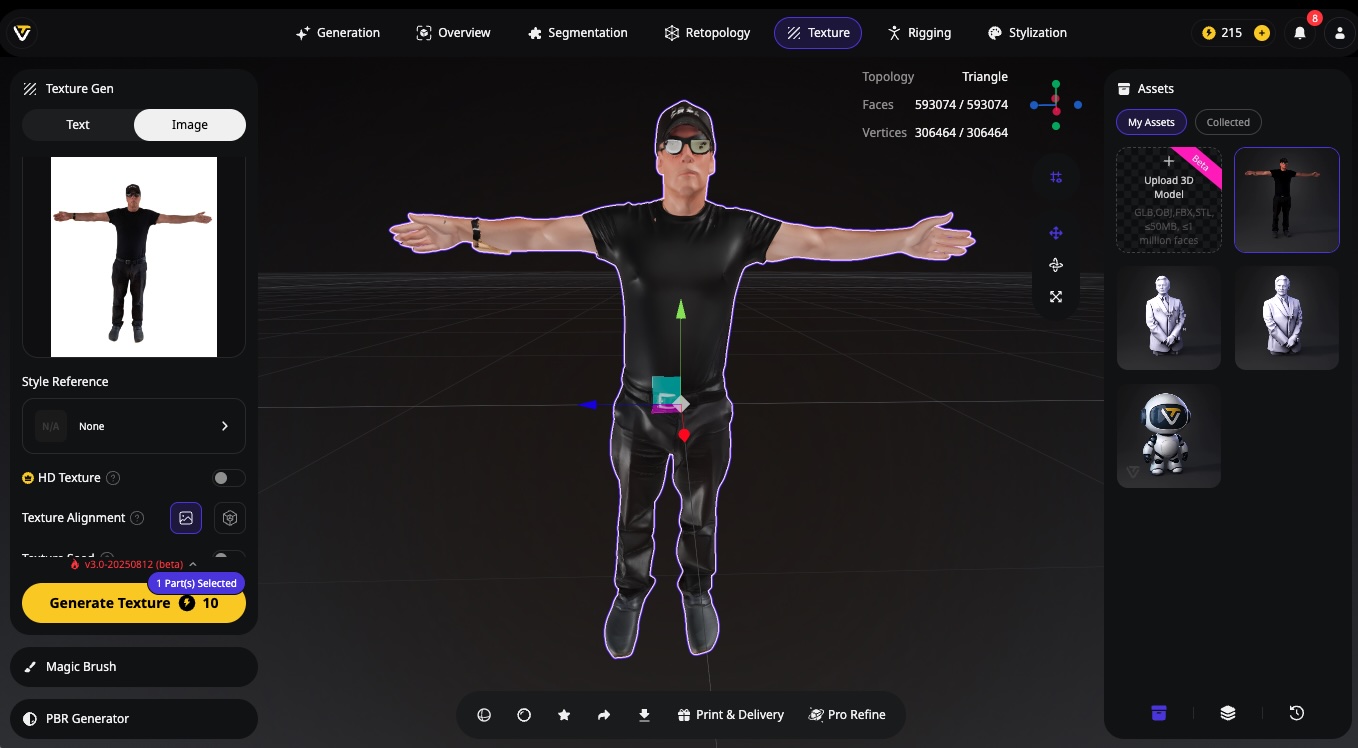 Generation
Overview
Segmentation
Retopology
Texture
Rigging
Stylization
215
8
Texture Gen
Text
Image
Style Reference
N/A
None
HD Texture
Texture Alignment
Texture Seed
v3.0-20250812 (beta)
1 Part(s) Selected
Generate Texture 10
Magic Brush
PBR Generator
Topology Triangle
Faces 593074 / 593074
Vertices 306464 / 306464
Print & Delivery
Pro Refine
Assets
My Assets
Collected
Beta
Upload 3D
Model
GLB,OBJ,FBX,STL,
≤50MB, ≤1
million faces